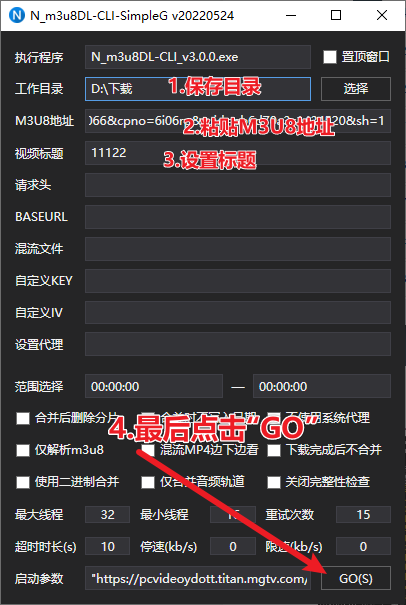 N_m3u8DL-CLI-SimpleG v20220524
执行程序 N_m3u8DL-CLI_v3.0.0.exe 置顶窗口
工作目录 D:\下载 1.保存目录 选择
M3U8地址 2.粘贴M3U8地址 20&sh=1
视频标题 11122 3.设置标题
请求头
BASEURL
混流文件
自定义KEY
自定义IV
设置代理
范围选择 00:00:00 — 00:00:00
合并后删除分片 不使用系统代理
4.最后点击“GO”
仅解析m3u8 混流MP4边下边看 下载完成后不合并
使用二进制合并 仅合并音频轨道 关闭完整性检查
最大线程 32 最小线程 重试次数 15
超时时长(s) 10 停速(kb/s) 0 限速(kb/s) 0
启动参数 "https://pcvideoydott.titan.mgtv.com/ GO(S)